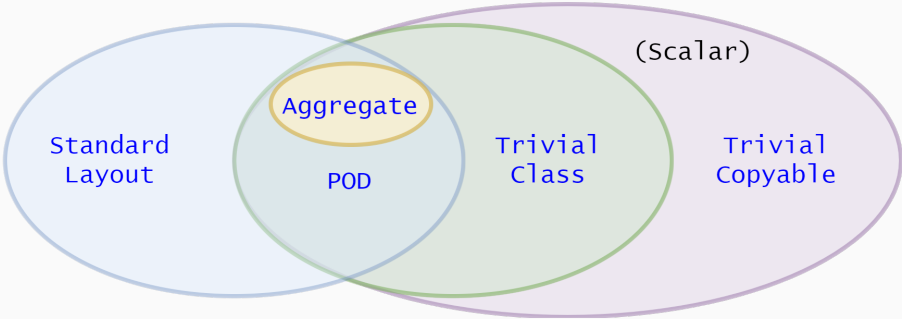 (Scalar)
Aggregate
Standard
Layout
POD
Trivial
Class
Trivial
Copyable